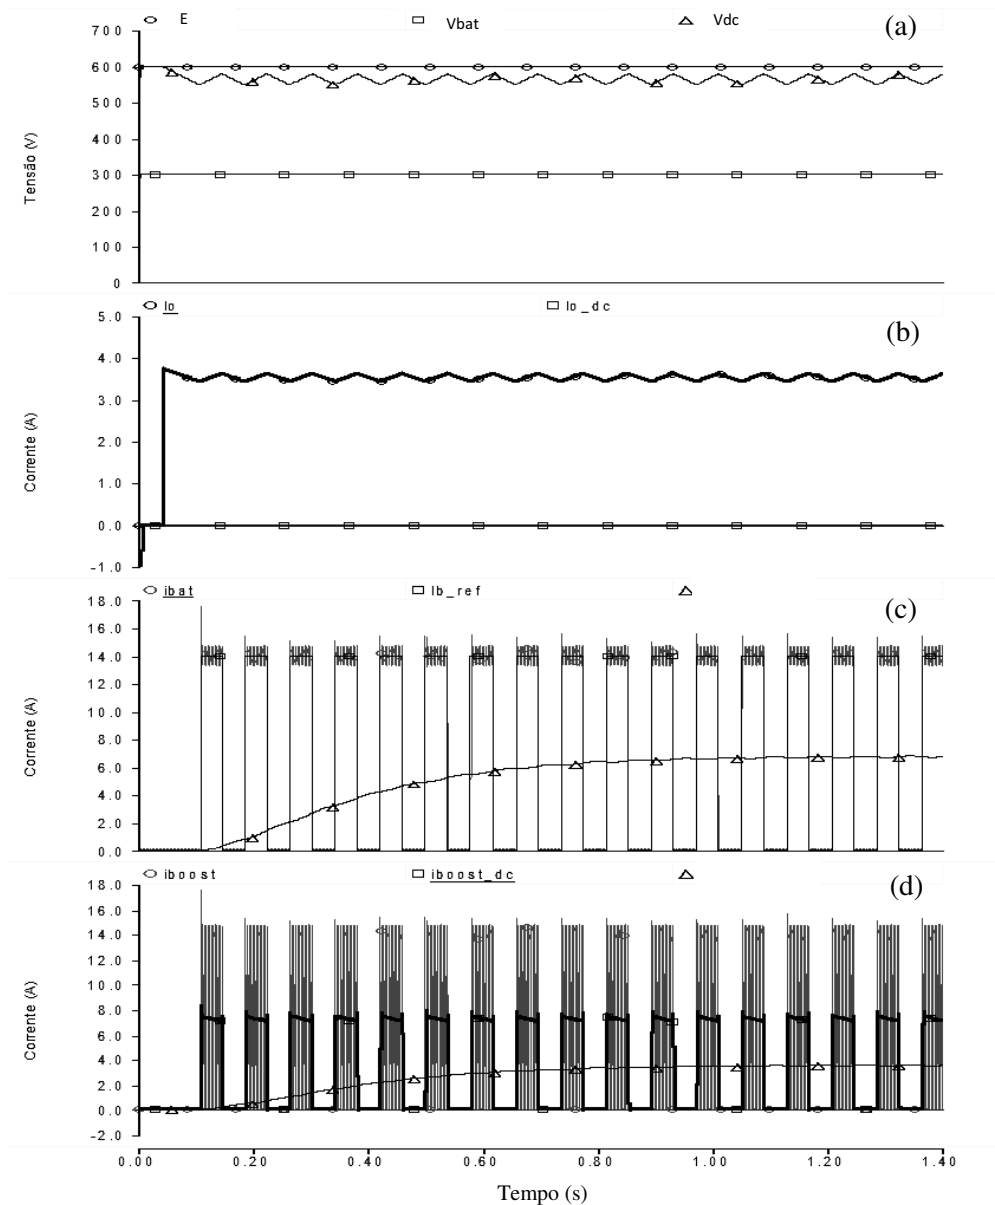 E Vbat Vdc (a)
700
600
500
400
300
200
100
0
Tensão (V)
Io Io_dc
(b)
5.0
4.0
3.0
2.0
1.0
0.0
-1.0
Corrente (A)
ibat Ib_ref
(c)
18.0
16.0
14.0
12.0
10.0
8.0
6.0
4.0
2.0
0.0
Corrente (A)
iboost iboost_dc
(d)
18.0
16.0
14.0
12.0
10.0
8.0
6.0
4.0
2.0
0.0
-2.0
Corrente (A)
0.00 0.20 0.40 0.60 0.80 1.00 1.20 1.40
Tempo (s)